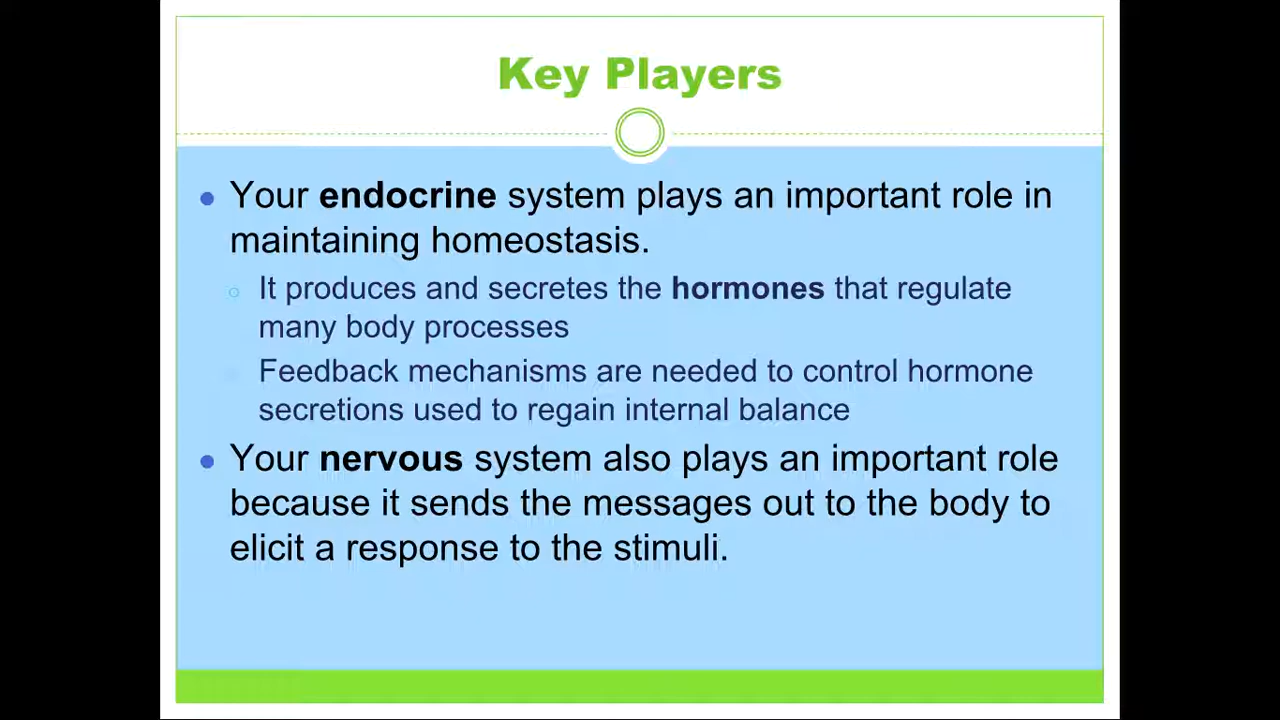 Key Players
Your endocrine system plays an important role in
maintaining homeostasis.
It produces and secretes the hormones that regulate
many body processes
Feedback mechanisms are needed to control hormone
secretions used to regain internal balance
Your nervous system also plays an important role
because it sends the messages out to the body to
elicit a response to the stimuli.